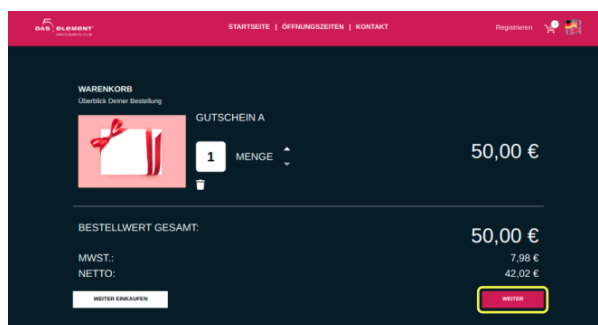 DAS 5 ELEMENT
STARTSEITE | ÖFFNUNGSZEITEN | KONTAKT
Registrieren
WARENKORB
Überblick Deiner Bestellung
GUTSCHEIN A
1 MENGE
50,00 €
BESTELLWERT GESAMT:
50,00 €
MWST.:
7,98 €
NETTO:
42,02 €
WEITER EINKAUFEN
WEITER